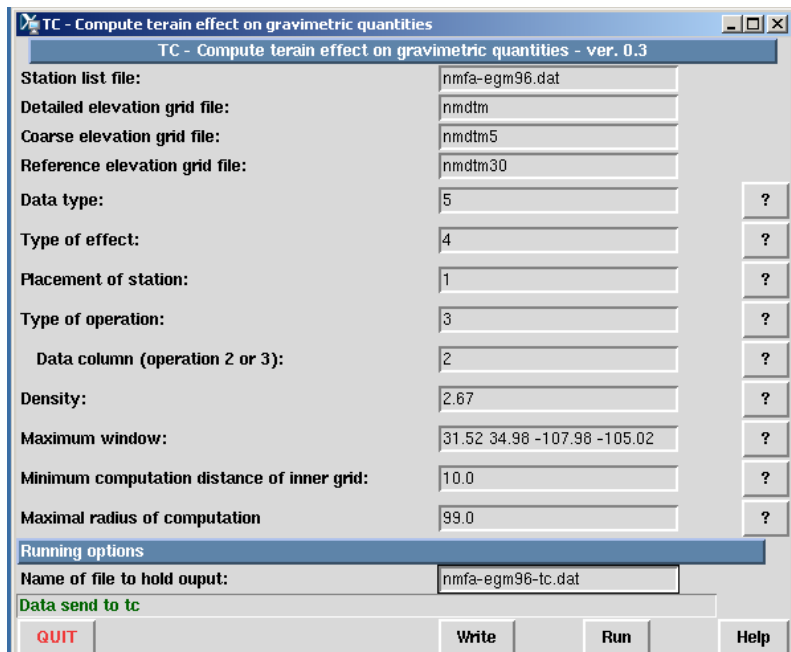 TC - Compute terain effect on gravimetric quantities
TC - Compute terain effect on gravimetric quantities - ver. 0.3
Station list file: nmfa-egm96.dat
Detailed elevation grid file: nmdtm
Coarse elevation grid file: nmdtm5
Reference elevation grid file: nmdtm30
Data type: 5 ?
Type of effect: 4 ?
Placement of station: 1 ?
Type of operation: 3 ?
Data column (operation 2 or 3): 2 ?
Density: 2.67 ?
Maximum window: 31.52 34.98 -107.98 -105.02 ?
Minimum computation distance of inner grid: 10.0 ?
Maximal radius of computation 99.0 ?
Running options
Name of file to hold ouput: nmfa-egm96-tc.dat
Data send to tc
QUIT Write Run Help